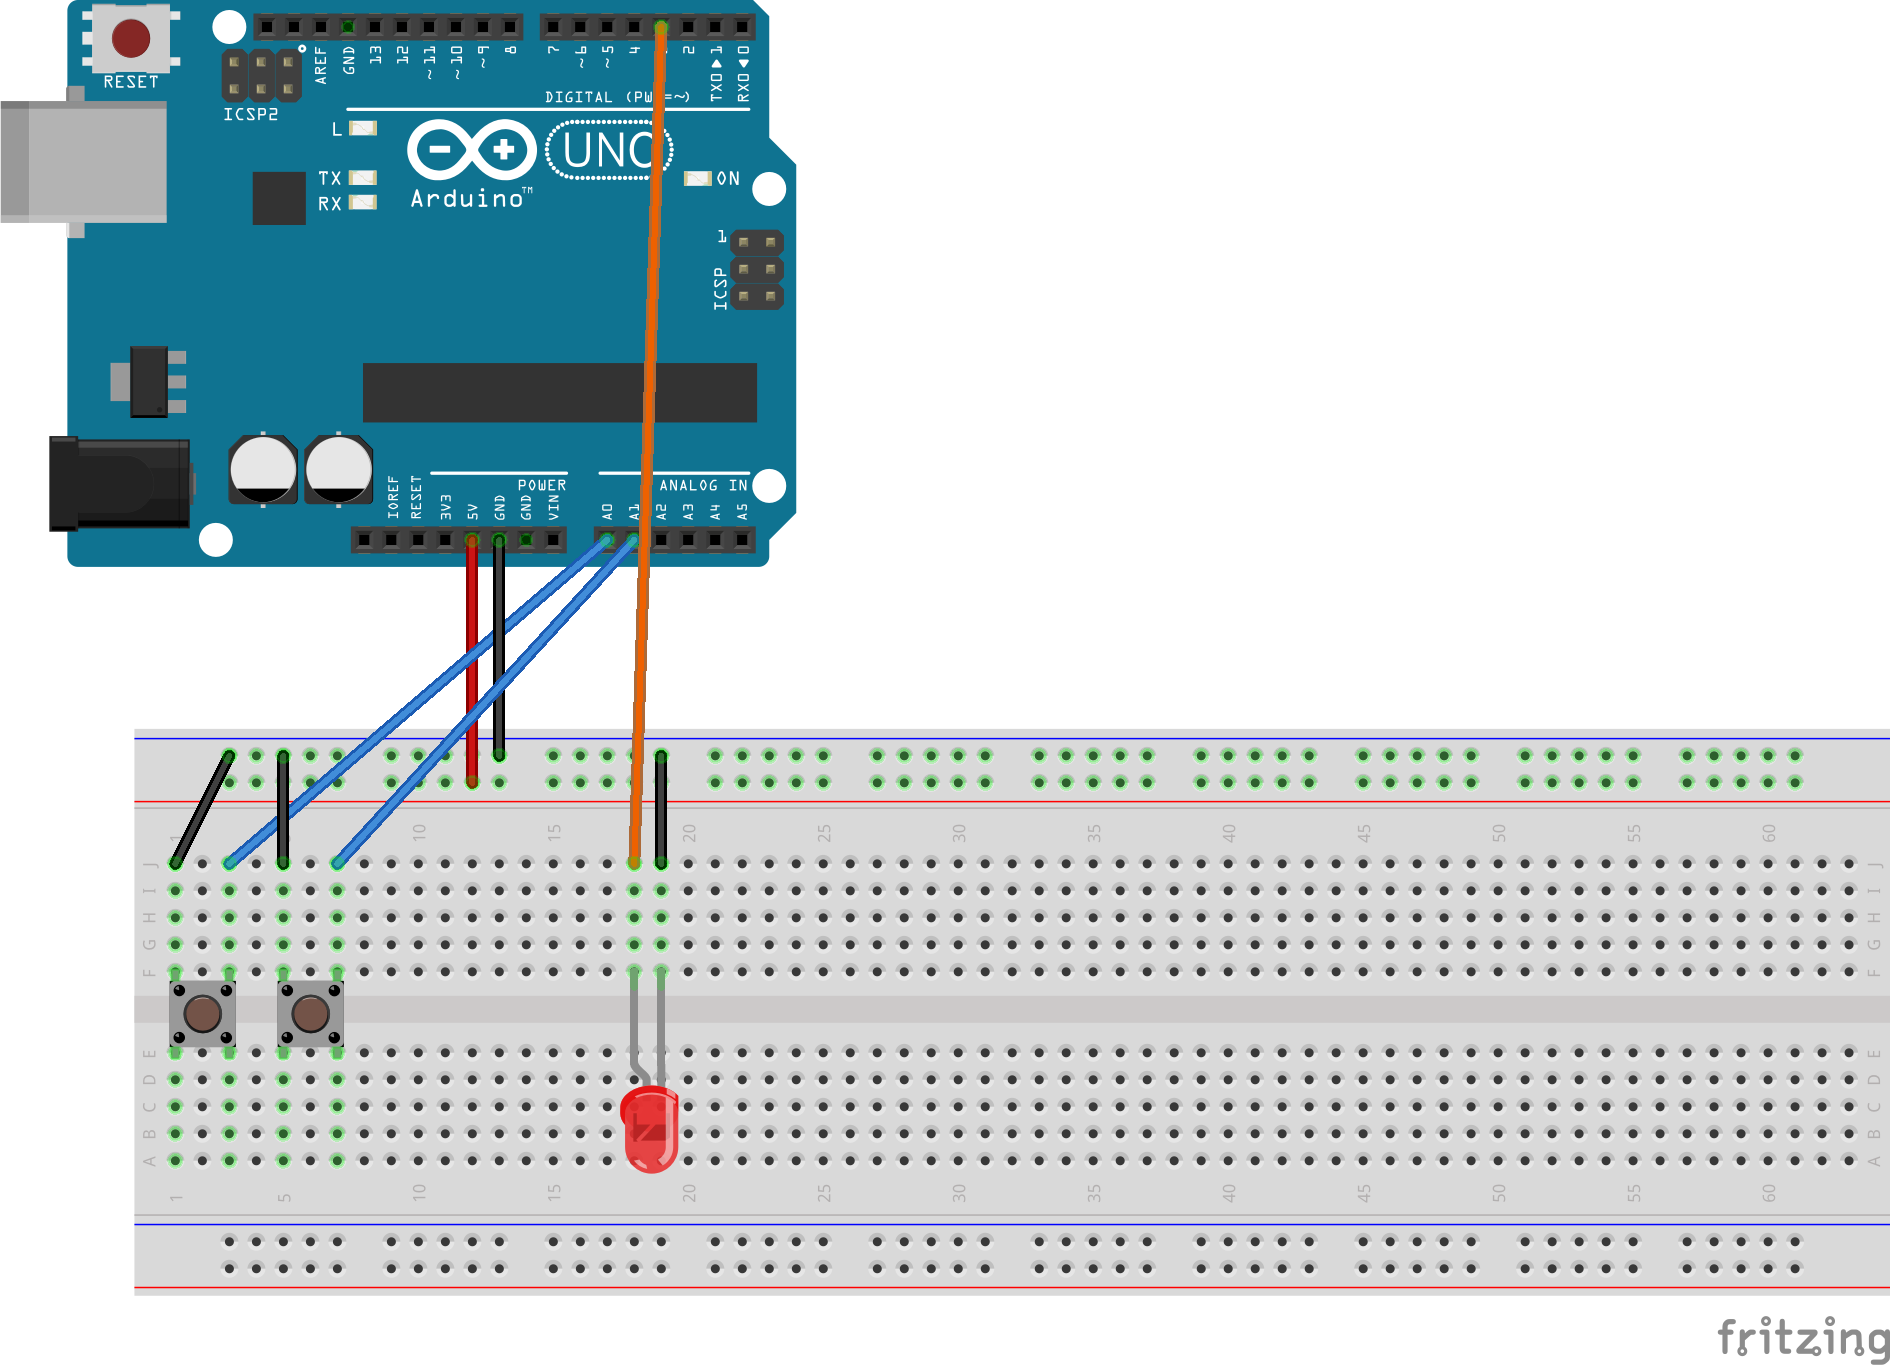 RESET
ICSP2
AREF
GND
13
12
~11
~10
~9
8
7
~6
~5
4
2
TX0▶1
RX0◀0
DIGITAL (PW =~)
L
TX
RX
Arduino™
UNO
ON
1
ICSP
POWER
ANALOG IN
IOREF
RESET
3V3
5V
GND
GND
VIN
A0
A1
A2
A3
A4
A5
1 10 15 20 25 30 35 40 45 50 55 60
J J
I I
H H
G G
F F
E E
D D
C C
B B
A A
1 5 10 15 20 25 30 35 40 45 50 55 60
fritzing